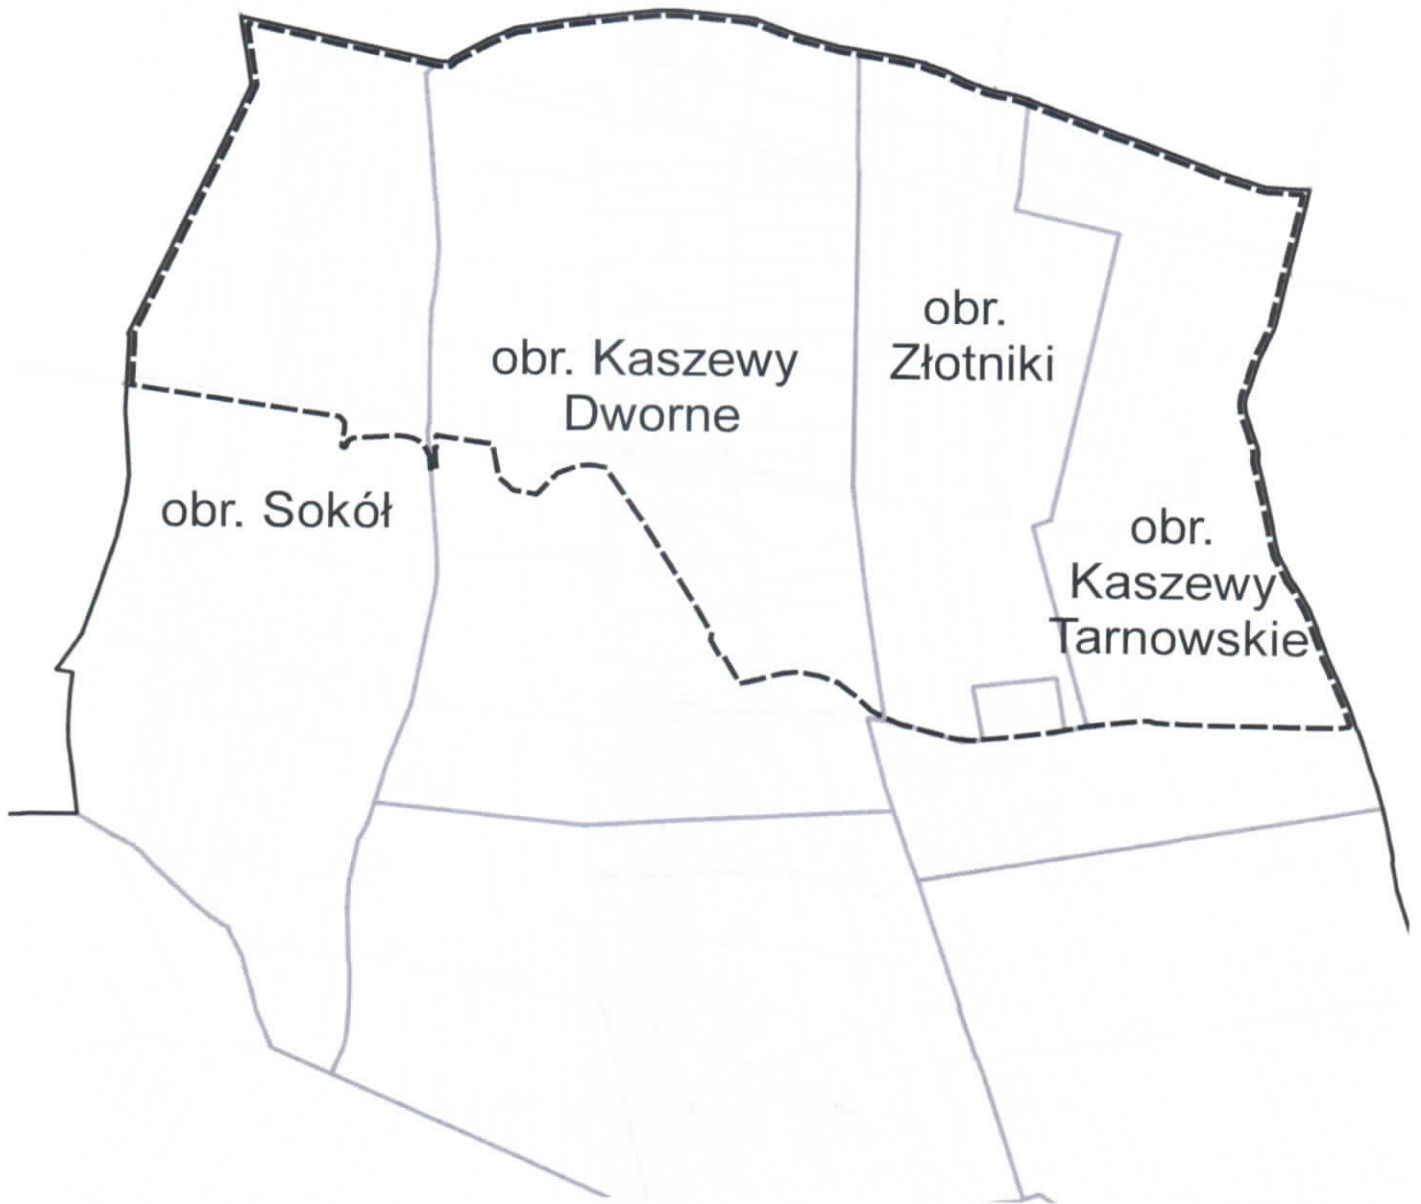 obr.
Złotniki
obr. Kaszewy
Dworne
obr. Sokół
obr.
Kaszewy
Tarnowskie